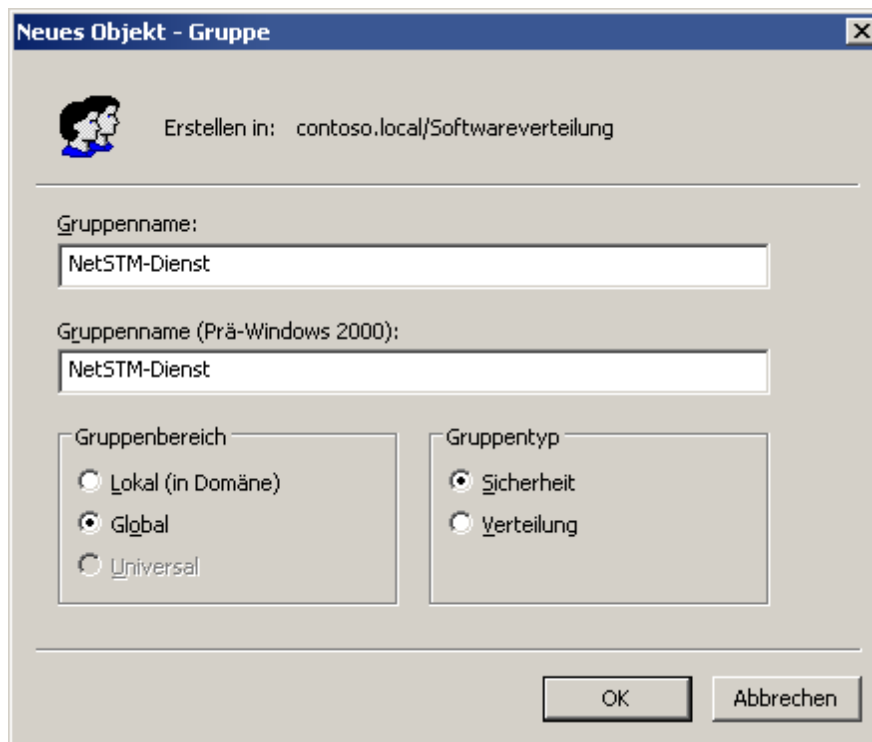 Neues Objekt - Gruppe
Erstellen in: contoso.local/Softwareverteilung
Gruppenname:
NetSTM-Dienst
Gruppenname (Prä-Windows 2000):
NetSTM-Dienst
Gruppenbereich
Lokal (in Domäne)
Global
Universal
Gruppentyp
Sicherheit
Verteilung
OK
Abbrechen